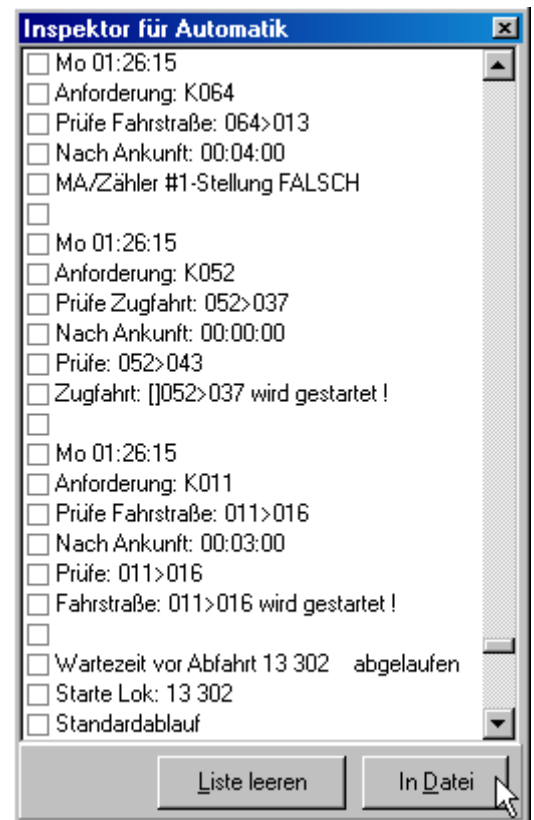 Inspektor für Automatik
Mo 01:26:15
Anforderung: K064
Prüfe Fahrstraße: 064>013
Nach Ankunft: 00:04:00
MA/Zähler #1-Stellung FALSCH
Mo 01:26:15
Anforderung: K052
Prüfe Zugfahrt: 052>037
Nach Ankunft: 00:00:00
Prüfe: 052>043
Zugfahrt: []052>037 wird gestartet !
Mo 01:26:15
Anforderung: K011
Prüfe Fahrstraße: 011>016
Nach Ankunft: 00:03:00
Prüfe: 011>016
Fahrstraße: 011>016 wird gestartet !
Wartezeit vor Abfahrt 13 302 abgelaufen
Starte Lok: 13 302
Standardablauf
Liste leeren In Datei